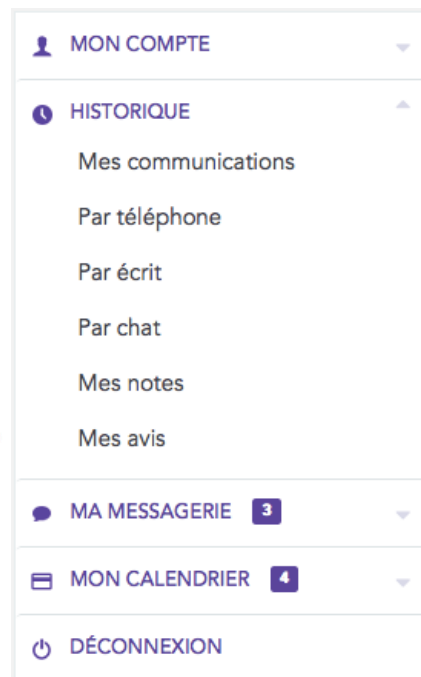 MON COMPTE
HISTORIQUE
Mes communications
Par téléphone
Par écrit
Par chat
Mes notes
Mes avis
MA MESSAGERIE 3
MON CALENDRIER 4
DÉCONNEXION